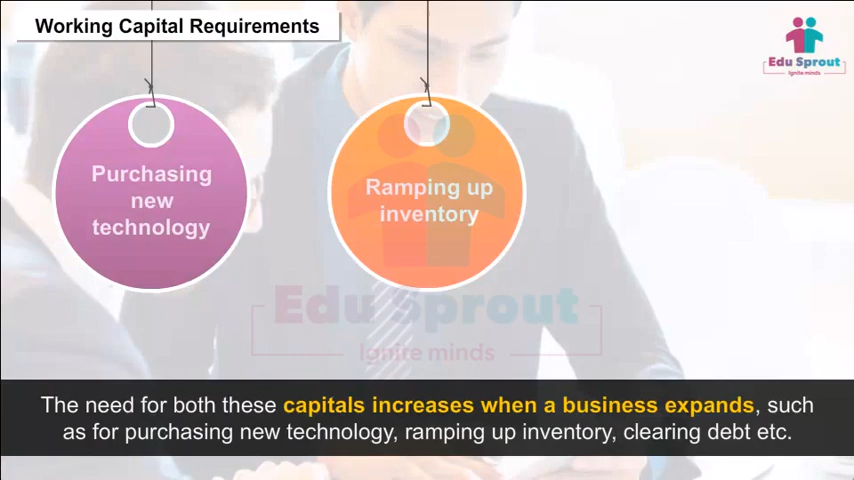 Working Capital Requirements
Edu Sprout
Ignite minds
Purchasing
new
technology
Ramping up
inventory
Edu Sprout
Ignite minds
The need for both these capitals increases when a business expands, such
as for purchasing new technology, ramping up inventory, clearing debt etc.